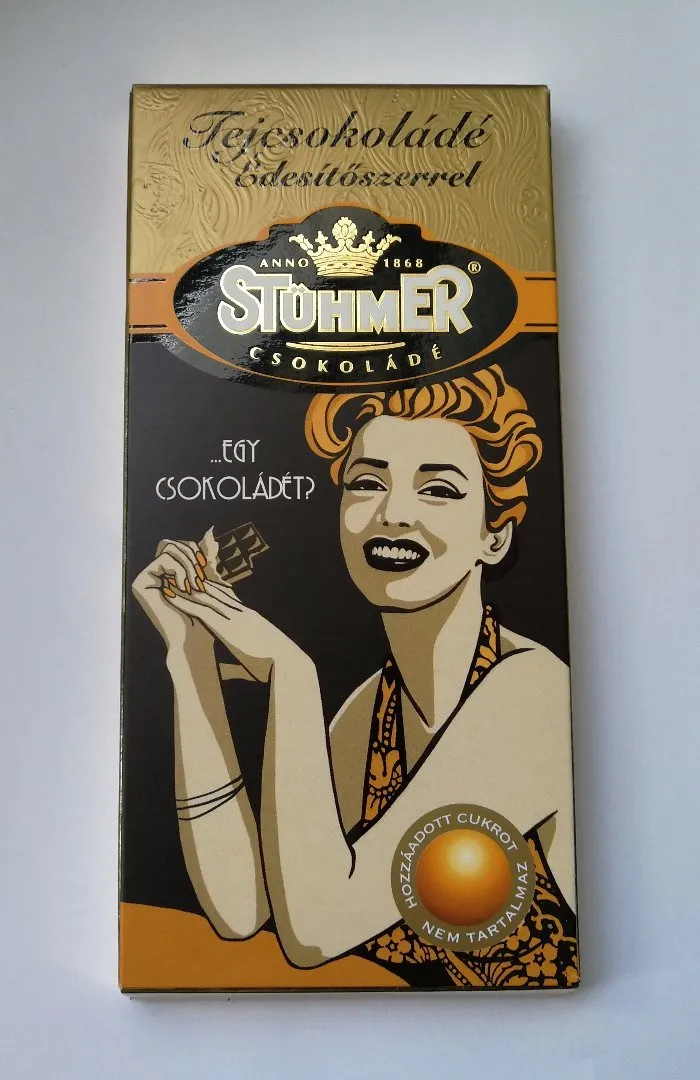 Tejcsokoládé
Édesítőszerrel
ANNO 1868
STÜHMER®
CSOKOLÁDÉ
...EGY
CSOKOLÁDÉT?
HOZZÁADOTT CUKROT
NEM TARTALMAZ